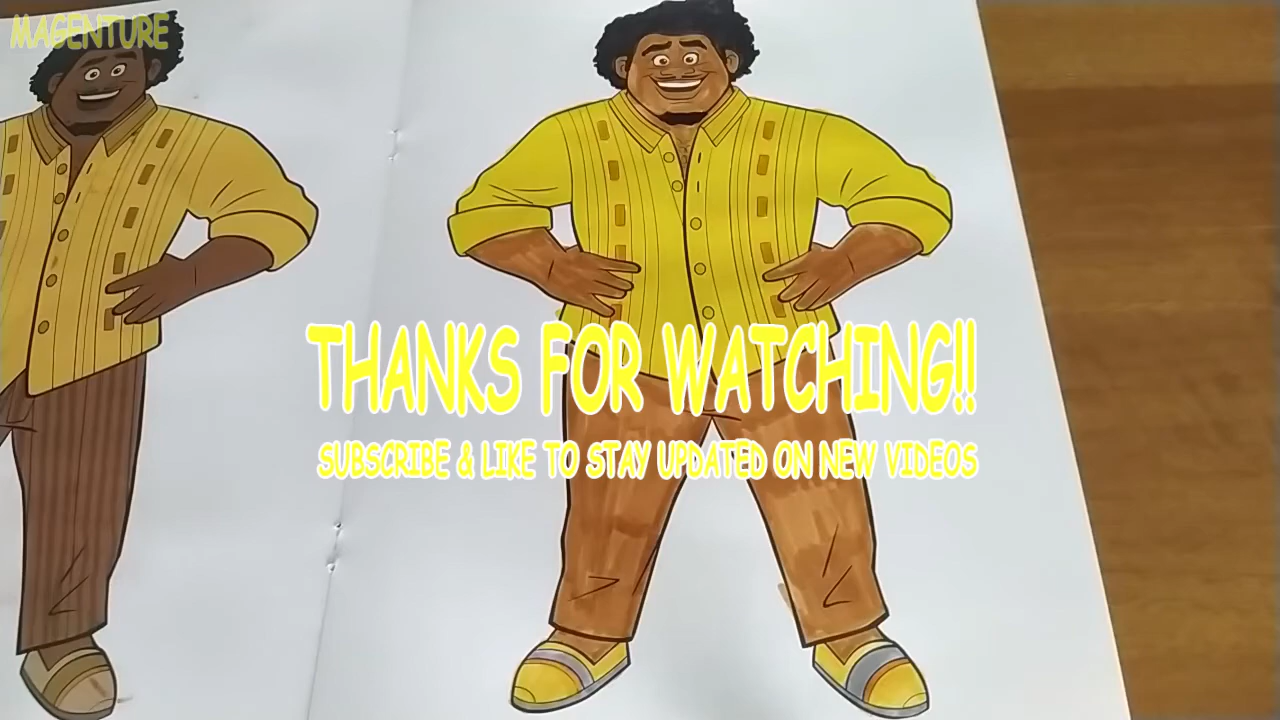 MAGENTURE
THANKS FOR WATCHING!!
SUBSCRIBE & LIKE TO STAY UPDATED ON NEW VIDEOS